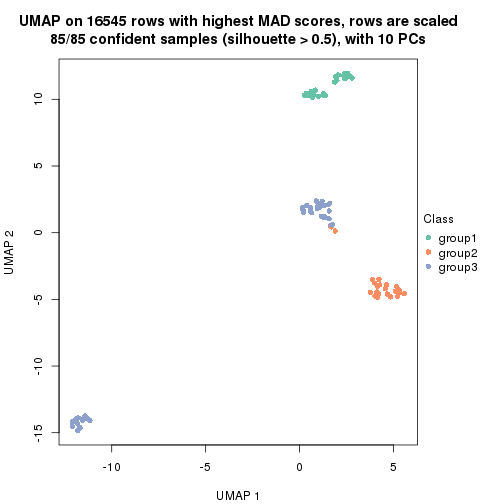 UMAP on 16545 rows with highest MAD scores, rows are scaled
85/85 confident samples (silhouette > 0.5), with 10 PCs
10
5
0
-5
-10
-15
UMAP 2
-10
-5
0
5
UMAP 1
Class
group1
group2
group3